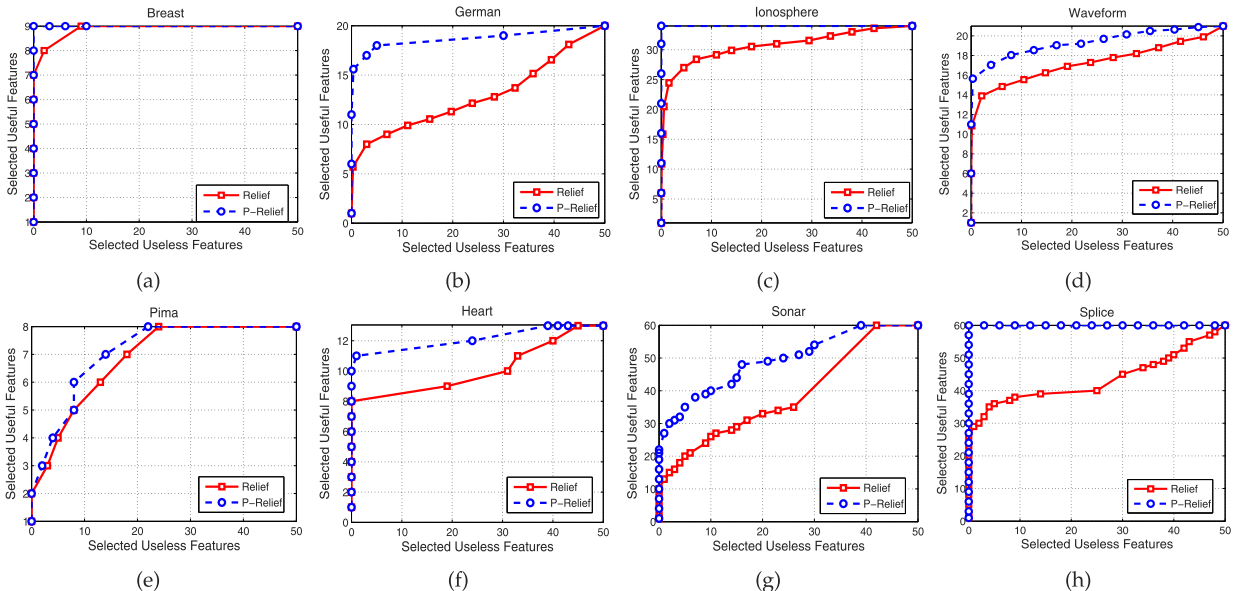 Breast
German
Ionosphere
Waveform
Selected Useful Features
9
8
7
6
5
4
3
2
1
0 10 20 30 40 50
Selected Useless Features
Relief
P-Relief
(a)
Selected Useful Features
20
15
10
5
0
0 10 20 30 40 50
Selected Useless Features
Relief
P-Relief
(b)
Selected Useful Features
30
25
20
15
10
5
0 10 20 30 40 50
Selected Useless Features
Relief
P-Relief
(c)
Selected Useful Features
20
18
16
14
12
10
8
6
4
2
0 10 20 30 40 50
Selected Useless Features
Relief
P-Relief
(d)
Pima
Heart
Sonar
Splice
Selected Useful Features
8
7
6
5
4
3
2
1
0 10 20 30 40 50
Selected Useless Features
Relief
P-Relief
(e)
Selected Useful Features
12
10
8
6
4
2
0
0 10 20 30 40 50
Selected Useless Features
Relief
P-Relief
(f)
Selected Useful Features
60
50
40
30
20
10
0
0 10 20 30 40 50
Selected Useless Features
Relief
P-Relief
(g)
Selected Useful Features
60
50
40
30
20
10
0
0 10 20 30 40 50
Selected Useless Features
Relief
P-Relief
(h)